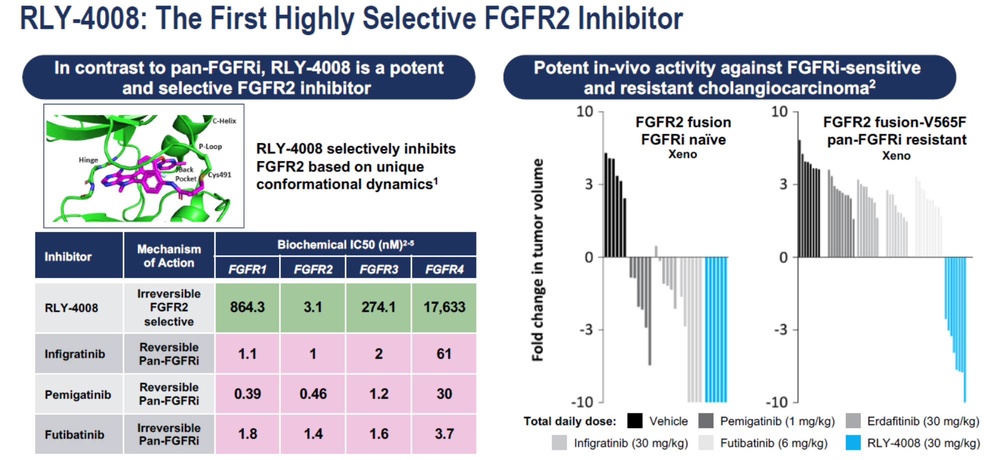 RLY-4008: The First Highly Selective FGFR2 Inhibitor
In contrast to pan-FGFRi, RLY-4008 is a potent
and selective FGFR2 inhibitor
C-Helix
P-Loop
Hinge
Back
Pocket
Cys491
RLY-4008 selectively inhibits
FGFR2 based on unique
conformational dynamics¹
Inhibitor
Mechanism
of Action
Biochemical IC50 (nM)²⁻⁵
FGFR1 FGFR2 FGFR3 FGFR4
RLY-4008
Irreversible
FGFR2
selective
864.3 3.1 274.1 17,633
Infigratinib
Reversible
Pan-FGFRi
1.1 1 2 61
Pemigatinib
Reversible
Pan-FGFRi
0.39 0.46 1.2 30
Futibatinib
Irreversible
Pan-FGFRi
1.8 1.4 1.6 3.7
Potent in-vivo activity against FGFRi-sensitive
and resistant cholangiocarcinoma²
Fold change in tumor volume
10
3
0
-3
-10
FGFR2 fusion
FGFRi naïve
Xeno
10
3
0
-3
-10
FGFR2 fusion-V565F
pan-FGFRi resistant
Xeno
Total daily dose: Vehicle Pemigatinib (1 mg/kg) Erdafitinib (30 mg/kg)
Infigratinib (30 mg/kg) Futibatinib (6 mg/kg) RLY-4008 (30 mg/kg)